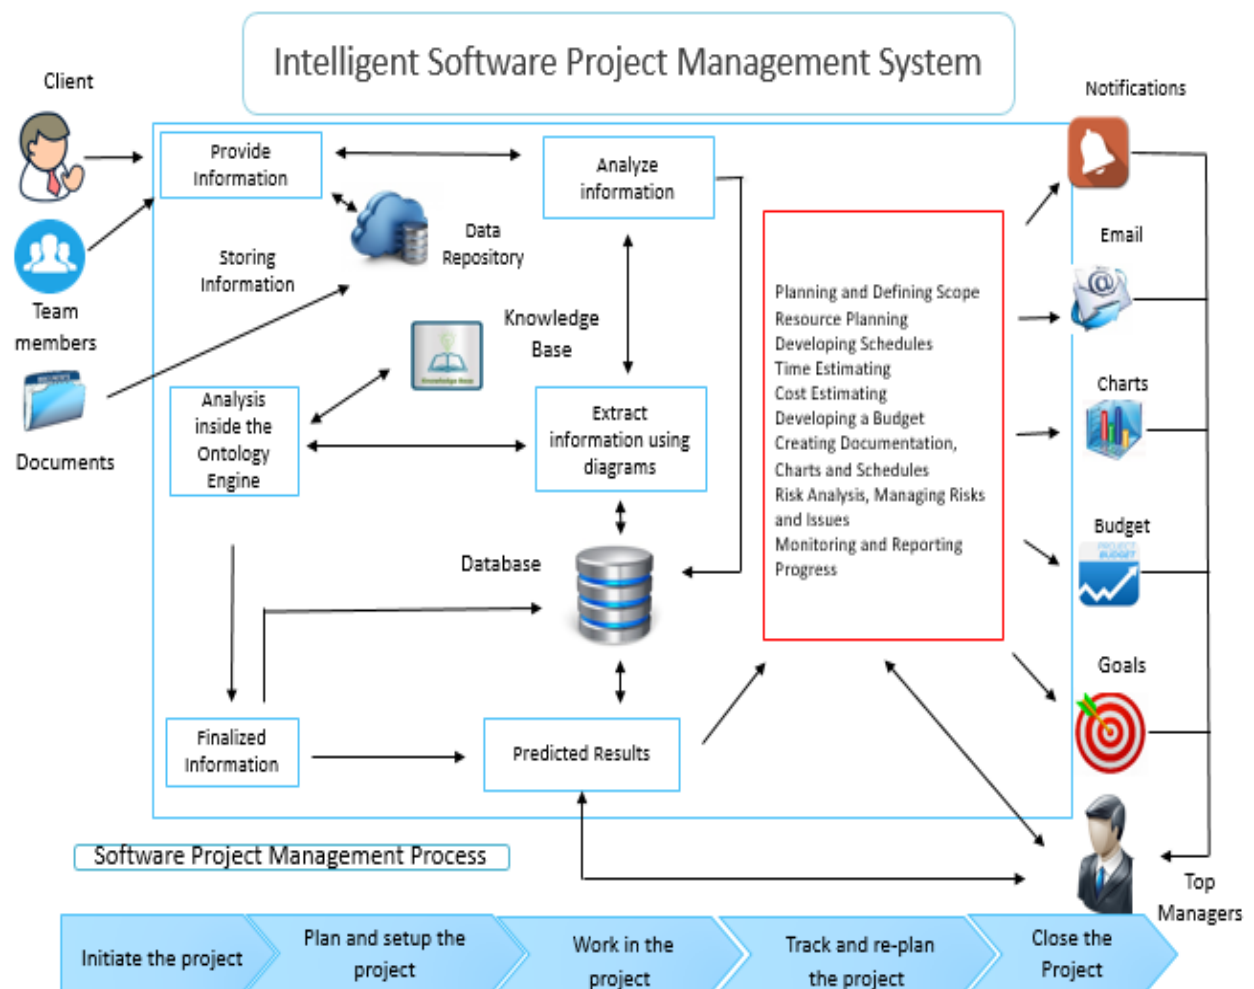 Intelligent Software Project Management System
Client
Notifications
Provide
Information
Analyze
information
Data
Repository
Storing
Information
Team
members
Email
Planning and Defining Scope
Resource Planning
Developing Schedules
Time Estimating
Cost Estimating
Developing a Budget
Creating Documentation,
Charts and Schedules
Risk Analysis, Managing Risks
and Issues
Monitoring and Reporting
Progress
Knowledge
Base
Knowledge Base
Charts
Analysis
inside the
Ontology
Engine
Extract
information using
diagrams
Documents
Budget
PROJECT
BUDGET
Database
Goals
Finalized
Information
Predicted Results
Software Project Management Process
Top
Managers
Initiate the project
Plan and setup the
project
Work in the
project
Track and re-plan
the project
Close the
Project